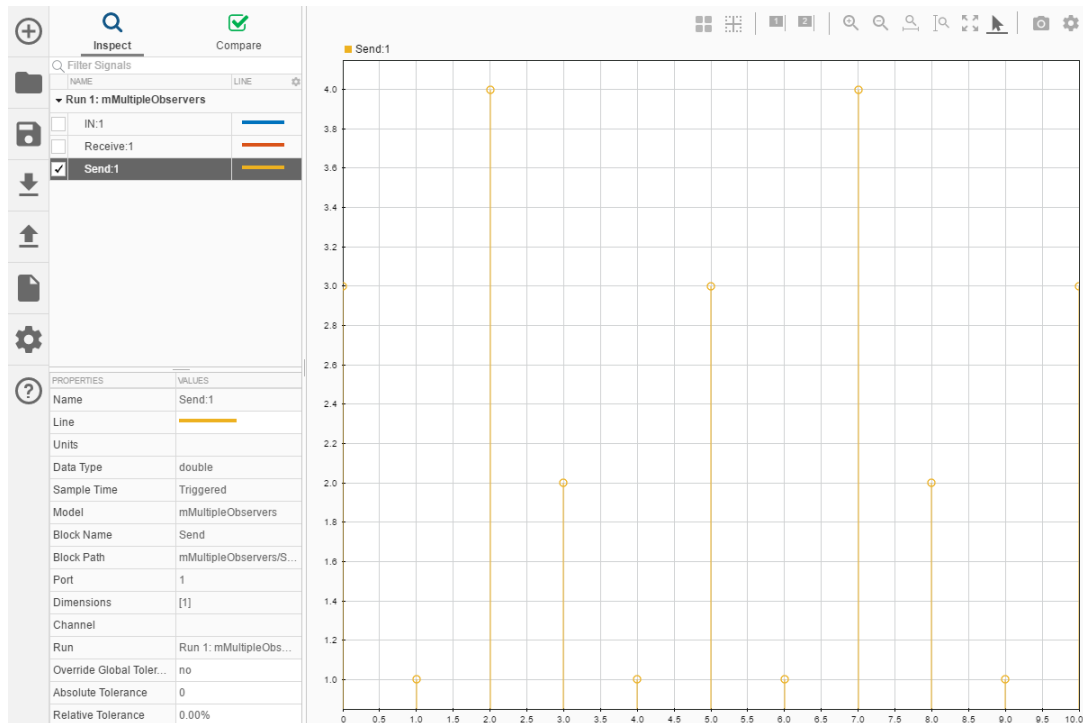 Inspect
Compare
Filter Signals
NAME LINE
Run 1: mMultipleObservers
IN:1
Receive:1
Send:1
PROPERTIES VALUES
Name Send:1
Line
Units
Data Type double
Sample Time Triggered
Model mMultipleObservers
Block Name Send
Block Path mMultipleObservers/S...
Port 1
Dimensions [1]
Channel
Run Run 1: mMultipleObs...
Override Global Toler... no
Absolute Tolerance 0
Relative Tolerance 0.00%
1 2
Send:1
4.0
3.8
3.6
3.4
3.2
3.0
2.8
2.6
2.4
2.2
2.0
1.8
1.6
1.4
1.2
1.0
0 0.5 1.0 1.5 2.0 2.5 3.0 3.5 4.0 4.5 5.0 5.5 6.0 6.5 7.0 7.5 8.0 8.5 9.0 9.5 10.0